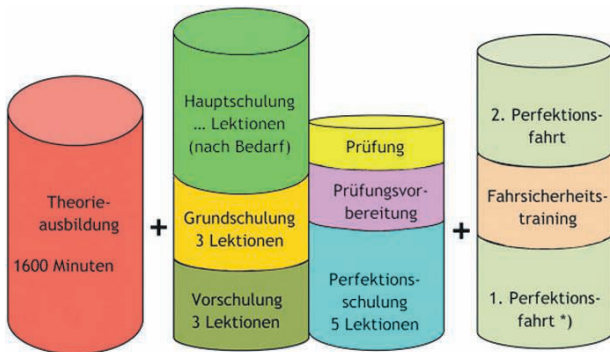 Theorie-
ausbildung
1600 Minuten
+
Hauptschulung
... Lektionen
(nach Bedarf)
Grundschulung
3 Lektionen
Vorschulung
3 Lektionen
Prüfung
Prüfungsvor-
bereitung
Perfektions-
schulung
5 Lektionen
+
2. Perfektions-
fahrt
Fahrsicherheits-
training
1. Perfektions-
fahrt *)